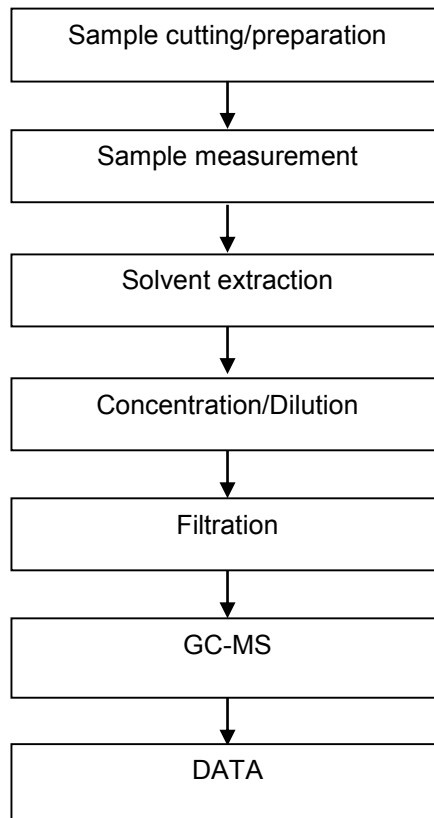 Sample cutting/preparation
Sample measurement
Solvent extraction
Concentration/Dilution
Filtration
GC-MS
DATA